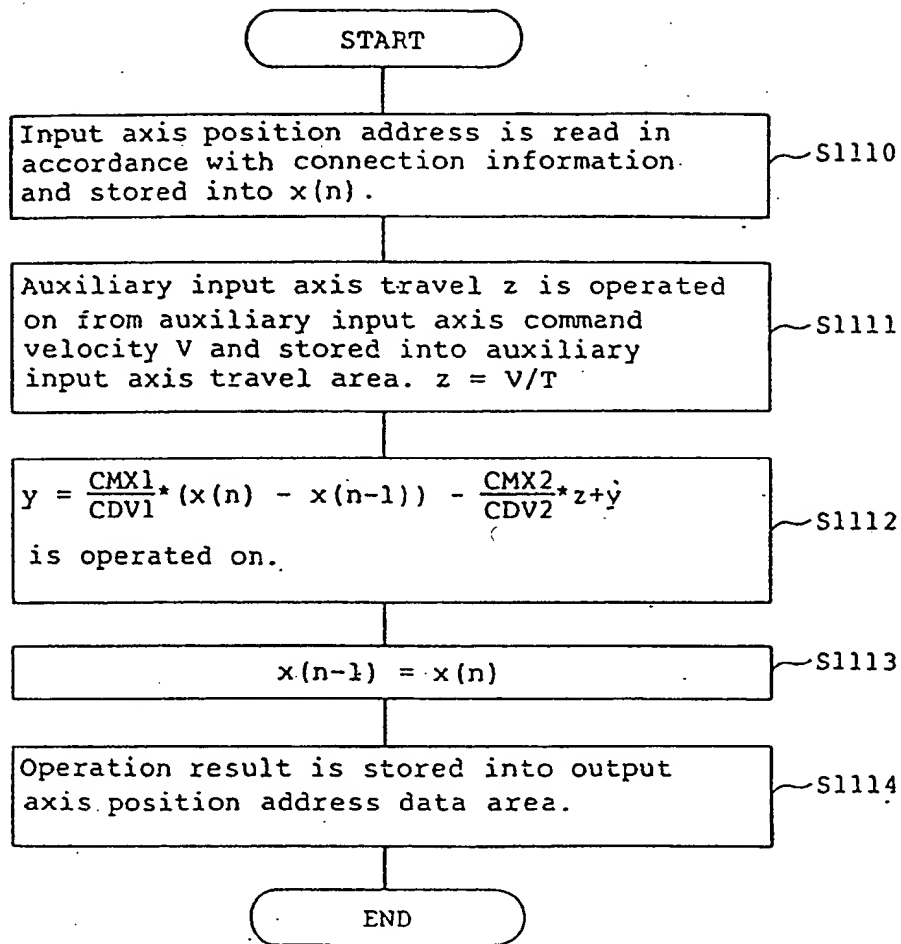 START
Input axis position address is read in
accordance with connection information
and stored into x(n).
S1110
Auxiliary input axis travel z is operated
on from auxiliary input axis command
velocity V and stored into auxiliary
input axis travel area. z = V/T
S1111
y = CMX1/CDV1*(x(n) - x(n-1)) - CMX2/CDV2*z+y
is operated on.
S1112
x(n-1) = x(n)
S1113
Operation result is stored into output
axis position address data area.
S1114
END